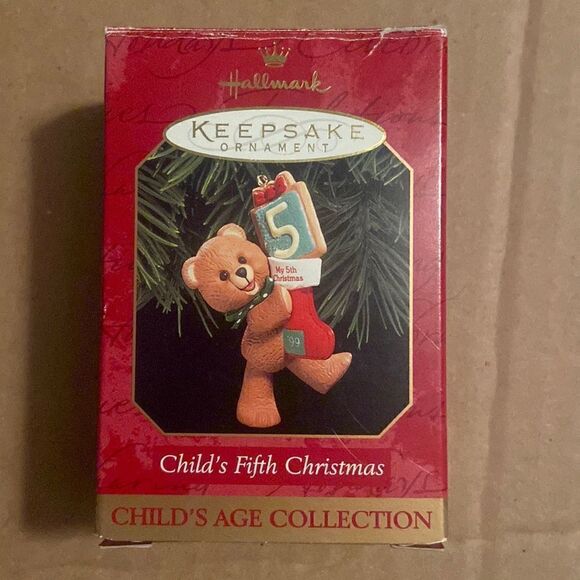 Hallmark
KEEPSAKE
ORNAMENT
5
My 5th
Christmas
'99
Child's Fifth Christmas
CHILD'S AGE COLLECTION